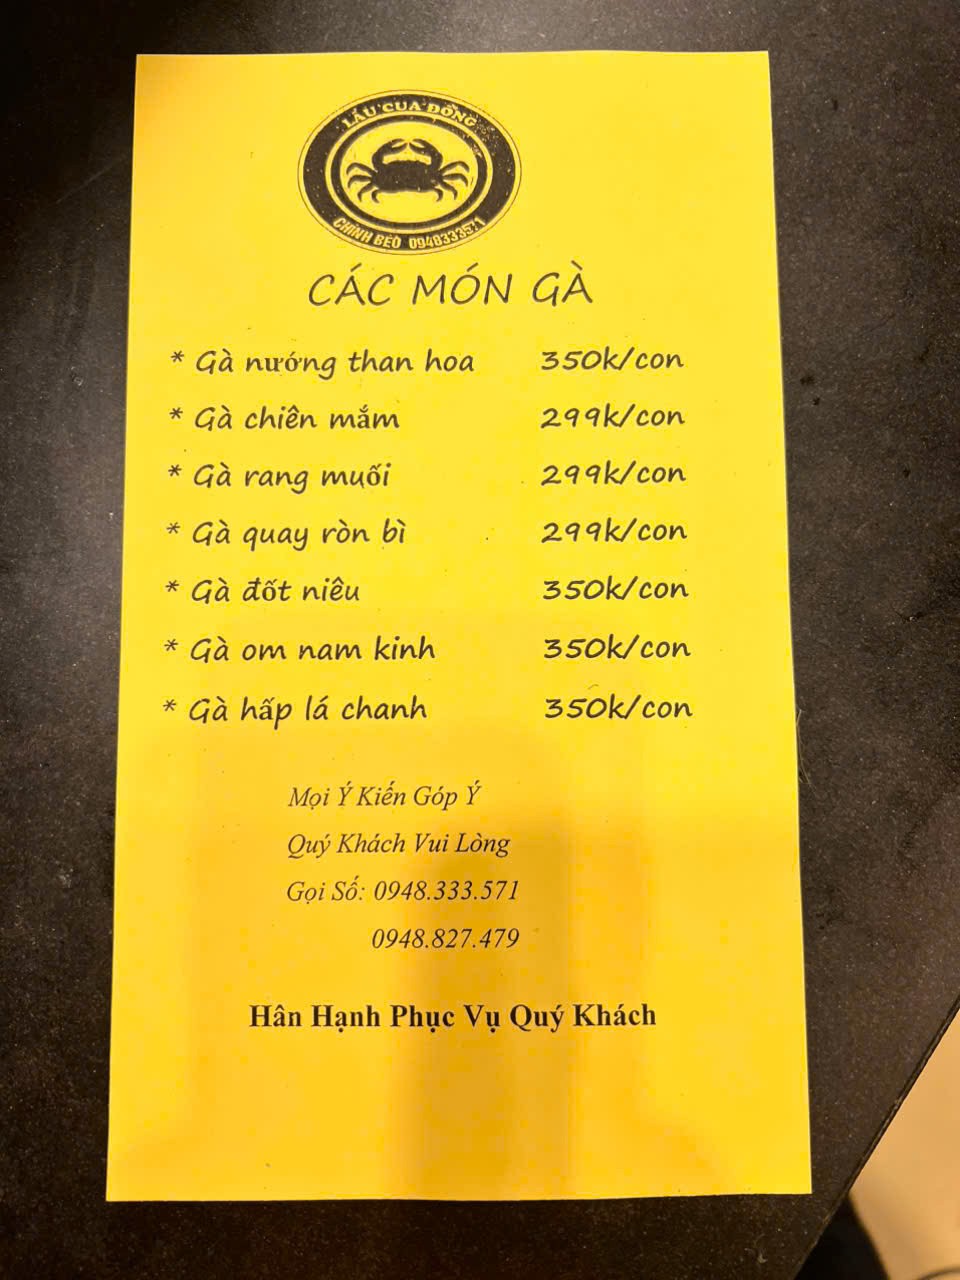 LẨU CUA ĐỒNG
CHỈNH BÉO 0948333571
CÁC MÓN GÀ
* Gà nướng than hoa 350k/con
* Gà chiên mắm 299k/con
* Gà rang muối 299k/con
* Gà quay ròn bì 299k/con
* Gà đốt niêu 350k/con
* Gà om nam kinh 350k/con
* Gà hấp lá chanh 350k/con
Mọi Ý Kiến Góp Ý
Quý Khách Vui Lòng
Gọi Số: 0948.333.571
0948.827.479
Hân Hạnh Phục Vụ Quý Khách